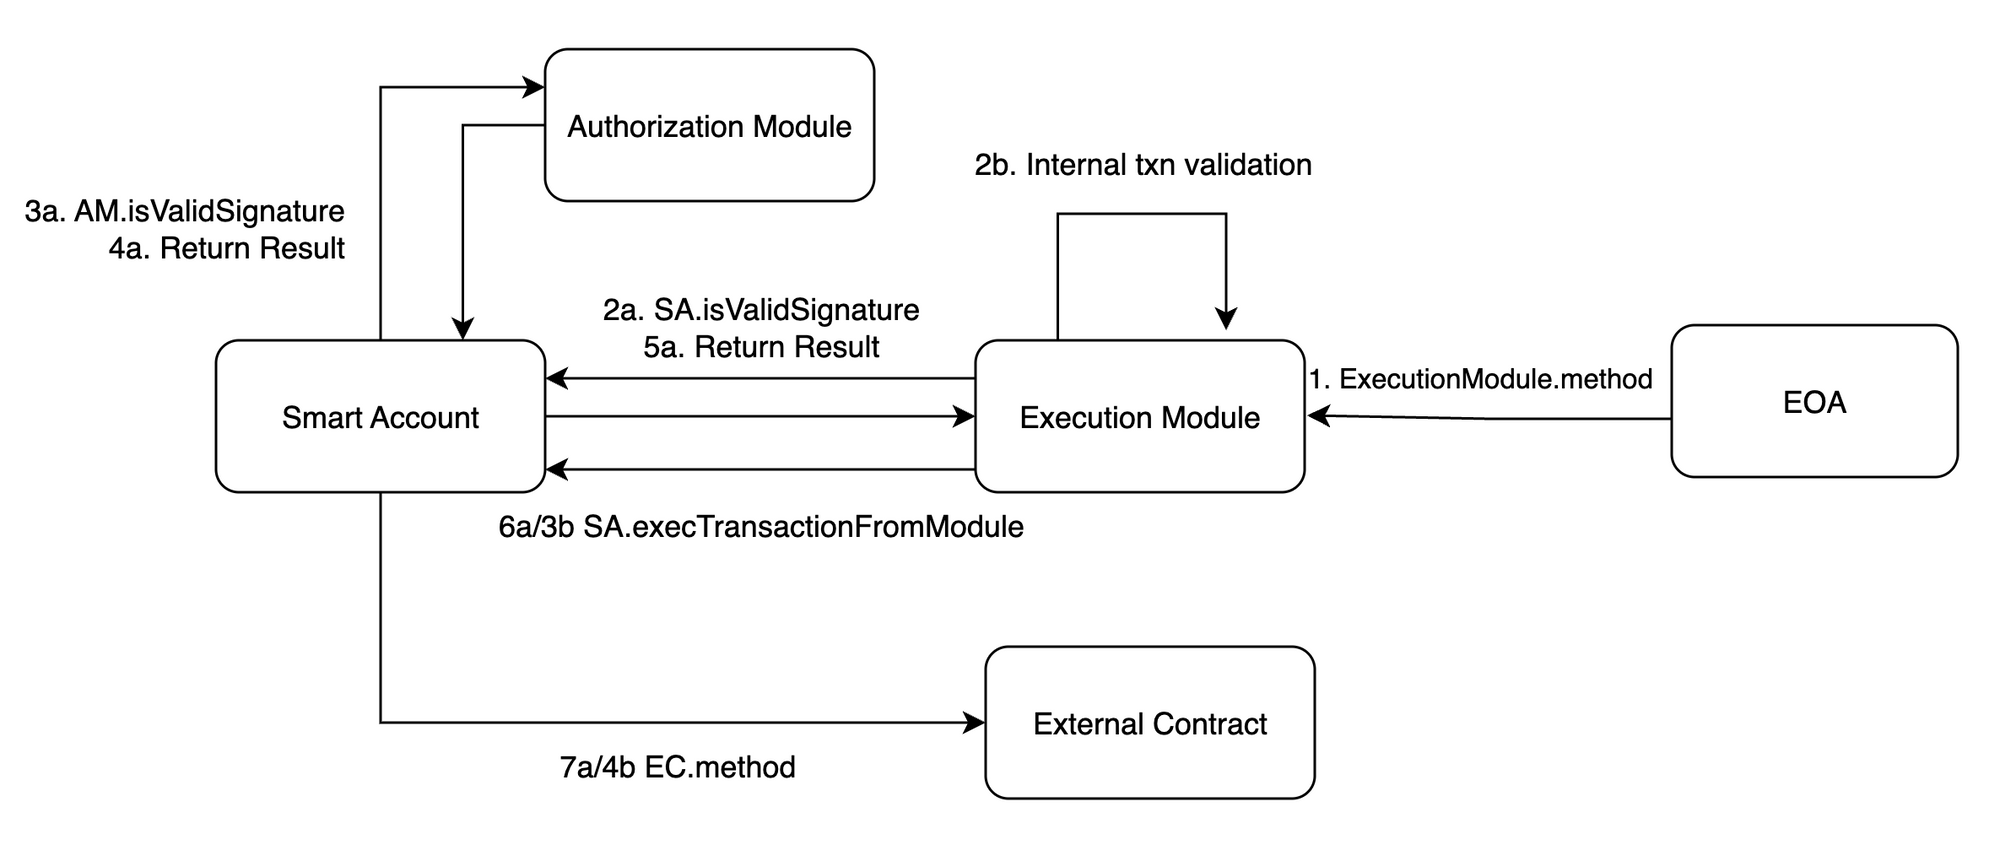 Authorization Module
2b. Internal txn validation
3a. AM.isValidSignature
4a. Return Result
2a. SA.isValidSignature
5a. Return Result
1. ExecutionModule.method
Smart Account
Execution Module
EOA
6a/3b SA.execTransactionFromModule
External Contract
7a/4b EC.method